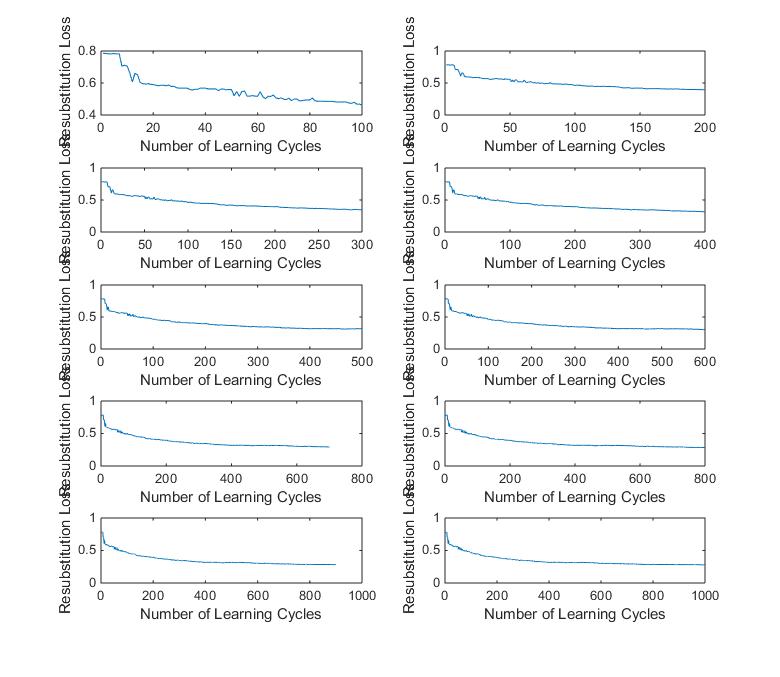 Resubstitution Loss
0.8
0.6
0.4
0 20 40 60 80 100
Number of Learning Cycles
Resubstitution Loss
1
0.5
0
0 50 100 150 200
Number of Learning Cycles
Resubstitution Loss
1
0.5
0
0 50 100 150 200 250 300
Number of Learning Cycles
Resubstitution Loss
1
0.5
0
0 100 200 300 400
Number of Learning Cycles
Resubstitution Loss
1
0.5
0
0 100 200 300 400 500
Number of Learning Cycles
Resubstitution Loss
1
0.5
0
0 100 200 300 400 500 600
Number of Learning Cycles
Resubstitution Loss
1
0.5
0
0 200 400 600 800
Number of Learning Cycles
Resubstitution Loss
1
0.5
0
0 200 400 600 800
Number of Learning Cycles
Resubstitution Loss
1
0.5
0
0 200 400 600 800 1000
Number of Learning Cycles
Resubstitution Loss
1
0.5
0
0 200 400 600 800 1000
Number of Learning Cycles